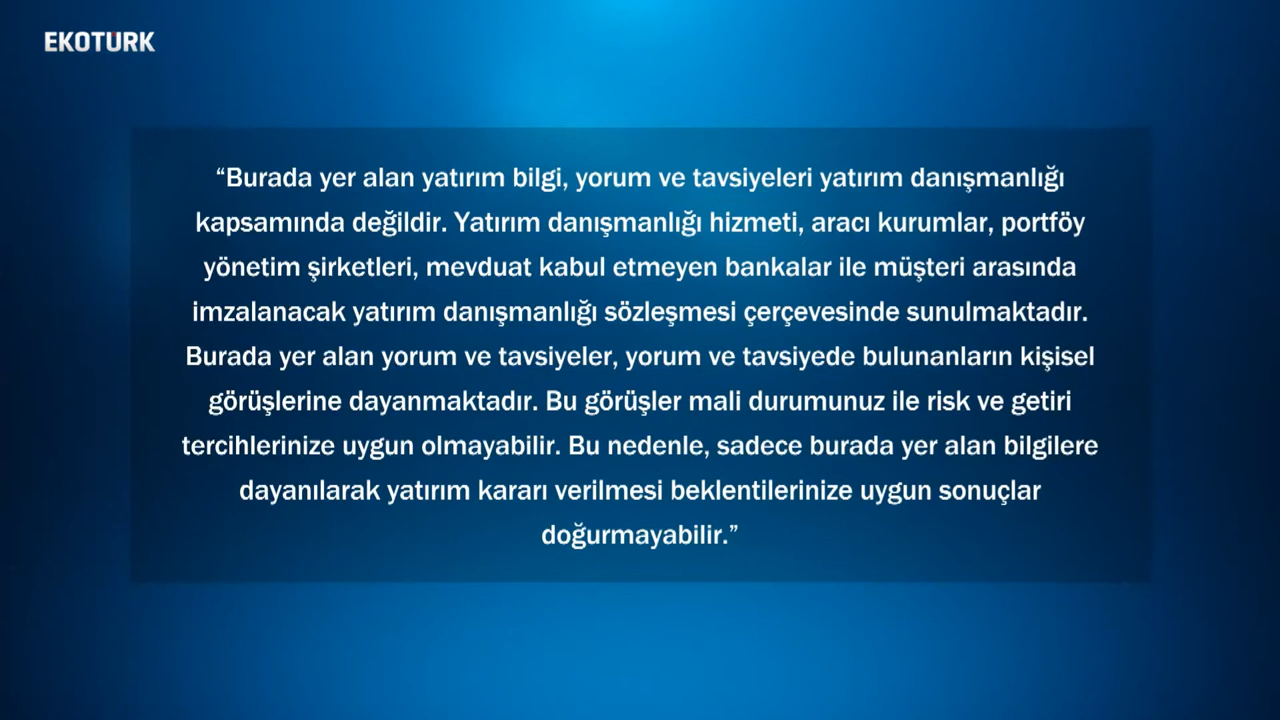 EKOTÜRK
“Burada yer alan yatırım bilgi, yorum ve tavsiyeleri yatırım danışmanlığı
kapsamında değildir. Yatırım danışmanlığı hizmeti, aracı kurumlar, portföy
yönetim şirketleri, mevduat kabul etmeyen bankalar ile müşteri arasında
imzalanacak yatırım danışmanlığı sözleşmesi çerçevesinde sunulmaktadır.
Burada yer alan yorum ve tavsiyeler, yorum ve tavsiyede bulunanların kişisel
görüşlerine dayanmaktadır. Bu görüşler mali durumunuz ile risk ve getiri
tercihlerinize uygun olmayabilir. Bu nedenle, sadece burada yer alan bilgilere
dayanılarak yatırım kararı verilmesi beklentilerinize uygun sonuçlar
doğurmayabilir.”